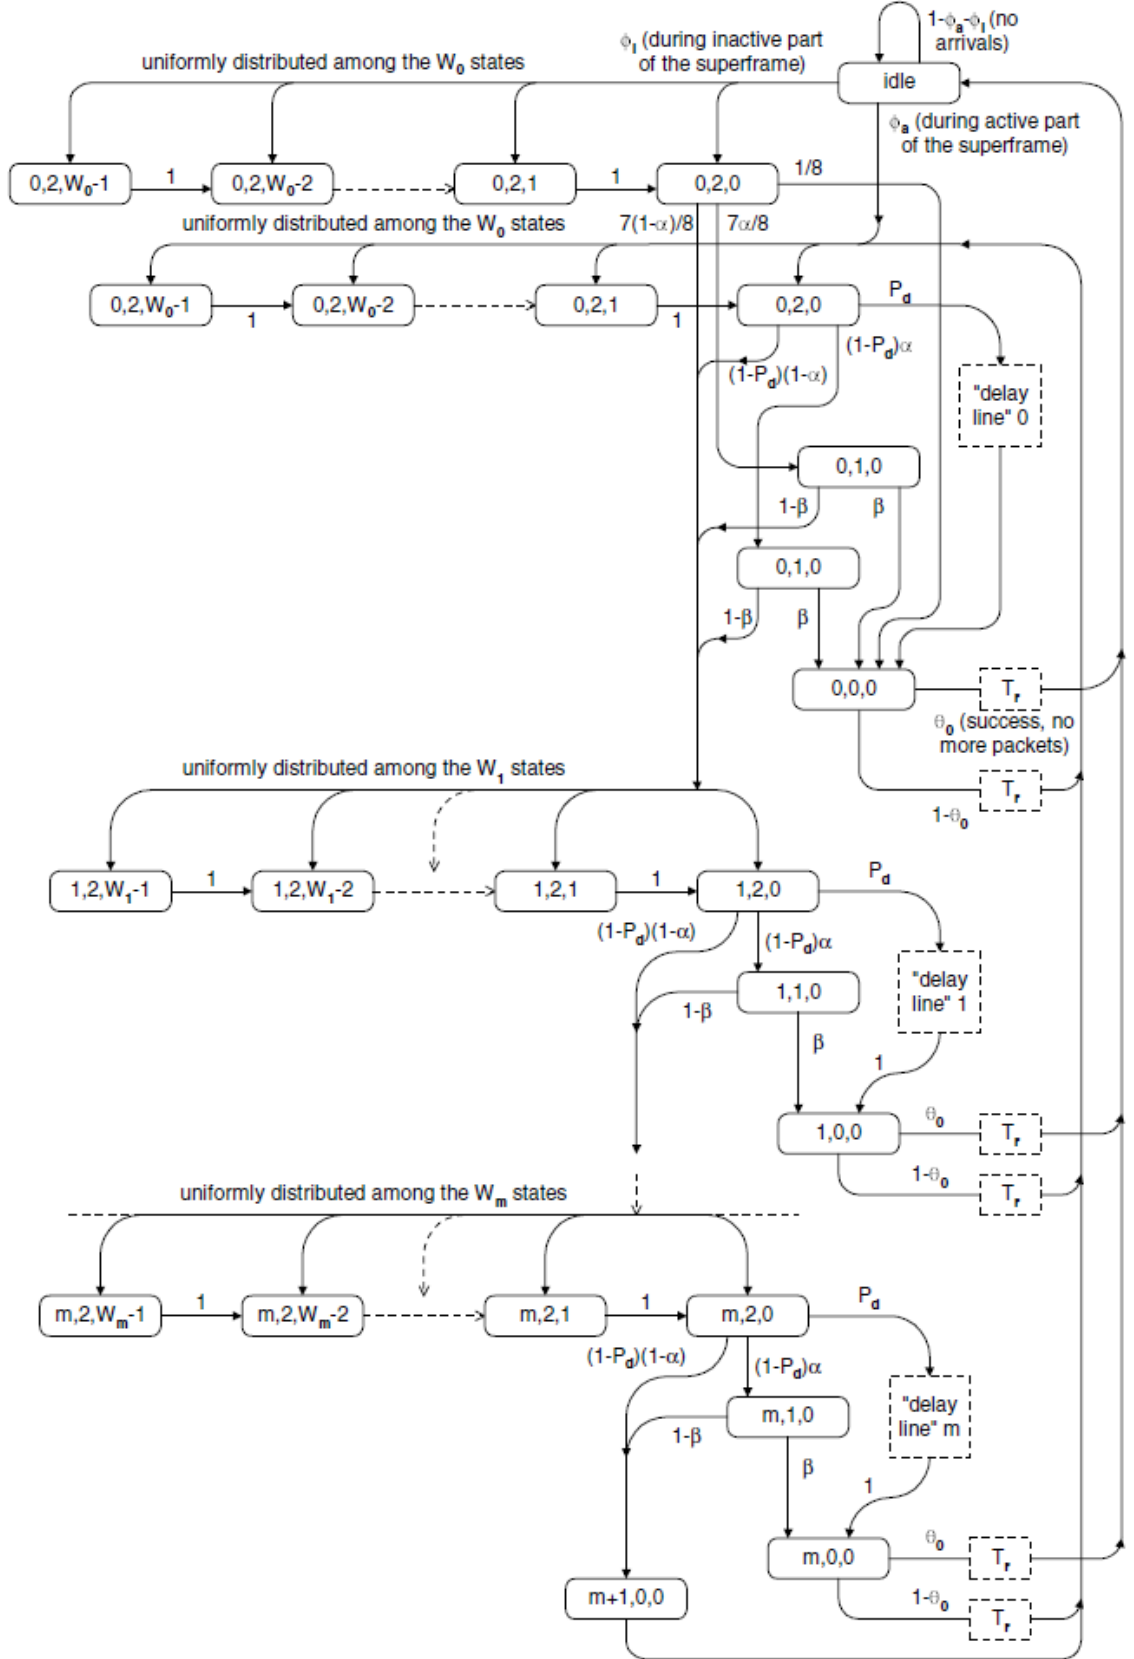 1-ϕa-ϕI (no
arrivals)
ϕI (during inactive part
of the superframe)
uniformly distributed among the W0 states
idle
ϕa (during active part
of the superframe)
0,2,W0-1
1
0,2,W0-2
0,2,1
1
0,2,0
1/8
uniformly distributed among the W0 states
7(1-α)/8
7α/8
0,2,W0-1
1
0,2,W0-2
0,2,1
1
0,2,0
Pd
(1-Pd)α
(1-Pd)(1-α)
"delay
line" 0
0,1,0
1-β
β
0,1,0
1-β
β
0,0,0
Tr
θ0 (success, no
more packets)
Tr
1-θ0
uniformly distributed among the W1 states
1,2,W1-1
1
1,2,W1-2
1,2,1
1
1,2,0
Pd
(1-Pd)(1-α)
(1-Pd)α
"delay
line" 1
1,1,0
1-β
β
1
1,0,0
θ0
Tr
1-θ0
Tr
uniformly distributed among the Wm states
m,2,Wm-1
1
m,2,Wm-2
m,2,1
1
m,2,0
Pd
(1-Pd)(1-α)
(1-Pd)α
"delay
line" m
m,1,0
1-β
β
1
m,0,0
θ0
Tr
1-θ0
Tr
m+1,0,0